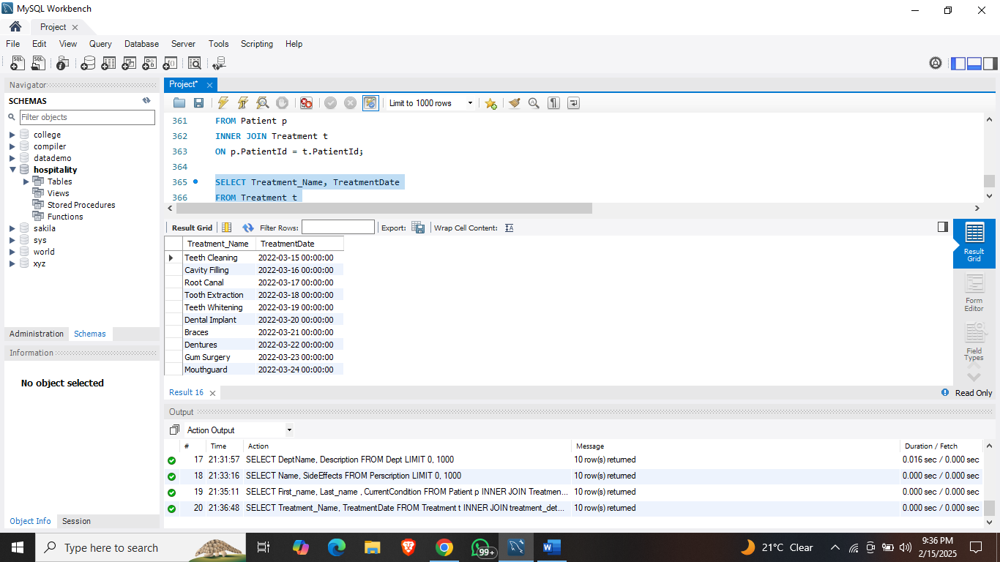 MySQL Workbench
Project
File Edit View Query Database Server Tools Scripting Help
Navigator
SCHEMAS
Filter objects
college
compiler
datademo
hospitality
Tables
Views
Stored Procedures
Functions
sakila
sys
world
xyz
Administration Schemas
Information
No object selected
Object Info Session
Project*
Limit to 1000 rows
361 FROM Patient p
362 INNER JOIN Treatment t
363 ON p.PatientId = t.PatientId;
364
365 SELECT Treatment_Name, TreatmentDate
366 FROM Treatment t
Result Grid Filter Rows: Export: Wrap Cell Content:
Treatment_Name TreatmentDate
Teeth Cleaning 2022-03-15 00:00:00
Cavity Filling 2022-03-16 00:00:00
Root Canal 2022-03-17 00:00:00
Tooth Extraction 2022-03-18 00:00:00
Teeth Whitening 2022-03-19 00:00:00
Dental Implant 2022-03-20 00:00:00
Braces 2022-03-21 00:00:00
Dentures 2022-03-22 00:00:00
Gum Surgery 2022-03-23 00:00:00
Mouthguard 2022-03-24 00:00:00
Result Grid
Form Editor
Field Types
Result 16
Read Only
Output
Action Output
# Time Action Message Duration / Fetch
17 21:31:57 SELECT DeptName, Description FROM Dept LIMIT 0, 1000 10 row(s) returned 0.016 sec / 0.000 sec
18 21:33:16 SELECT Name, SideEffects FROM Perscription LIMIT 0, 1000 10 row(s) returned 0.000 sec / 0.000 sec
19 21:35:11 SELECT First_name, Last_name , CurrentCondition FROM Patient p INNER JOIN Treatmen... 10 row(s) returned 0.000 sec / 0.000 sec
20 21:36:48 SELECT Treatment_Name, TreatmentDate FROM Treatment t INNER JOIN treatment_det... 10 row(s) returned 0.000 sec / 0.000 sec
Type here to search
99+
W
21°C Clear
9:36 PM
2/15/2025